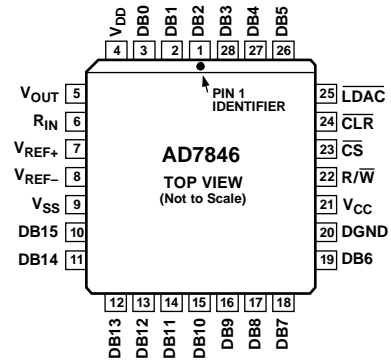 VDD DB0 DB1 DB2 DB3 DB4 DB5
4 3 2 1 28 27 26
PIN 1
IDENTIFIER
VOUT 5
RIN 6
VREF+ 7
VREF– 8
VSS 9
DB15 10
DB14 11
AD7846
TOP VIEW
(Not to Scale)
25 L̅D̅A̅C̅
24 C̅L̅R̅
23 C̅S̅
22 R/W̅
21 VCC
20 DGND
19 DB6
12 13 14 15 16 17 18
DB13 DB12 DB11 DB10 DB9 DB8 DB7